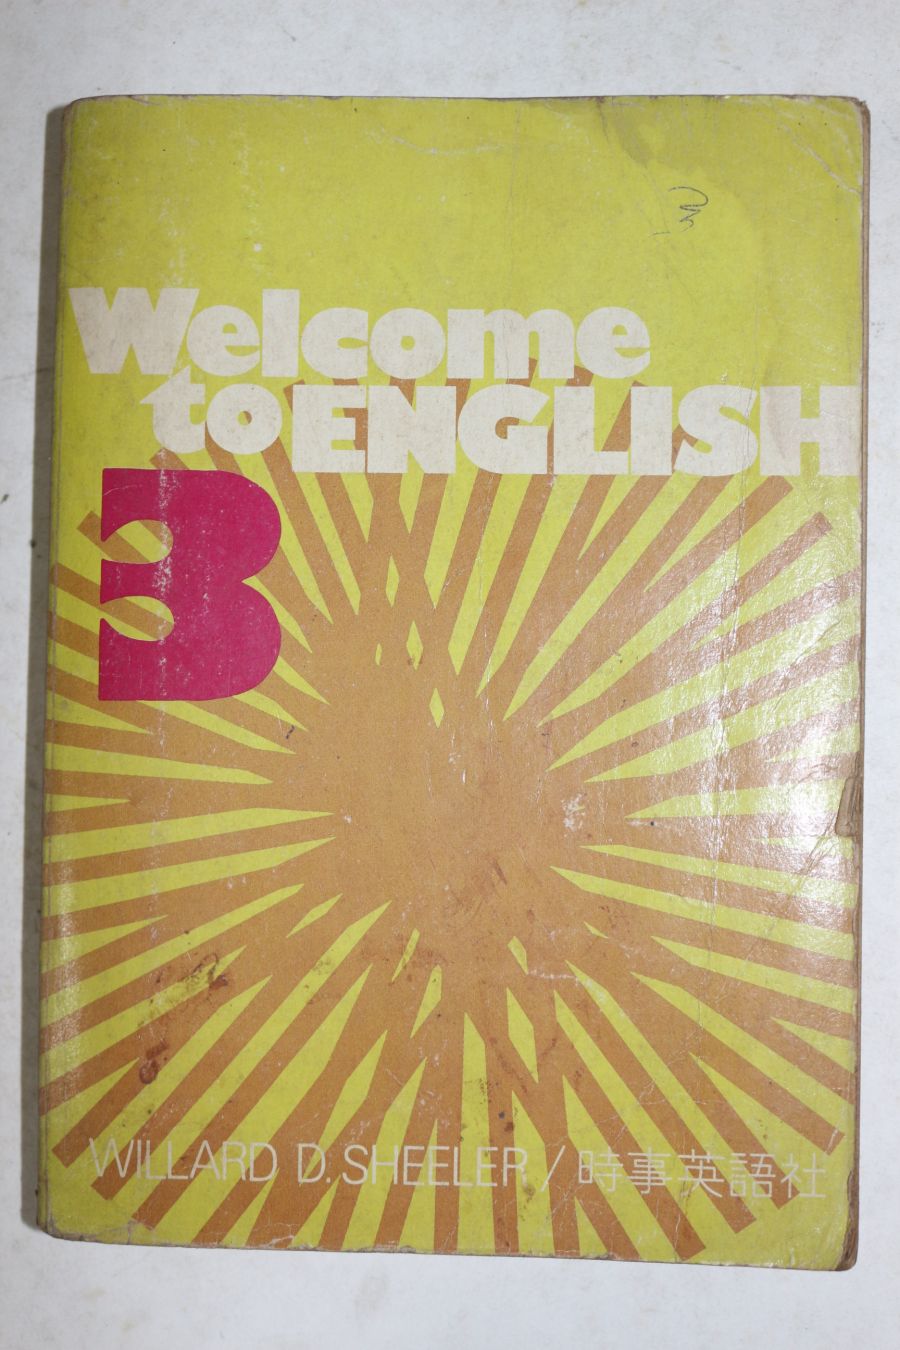 Welcome
to ENGLISH
3
WILLARD D. SHEELER / 時事英語社